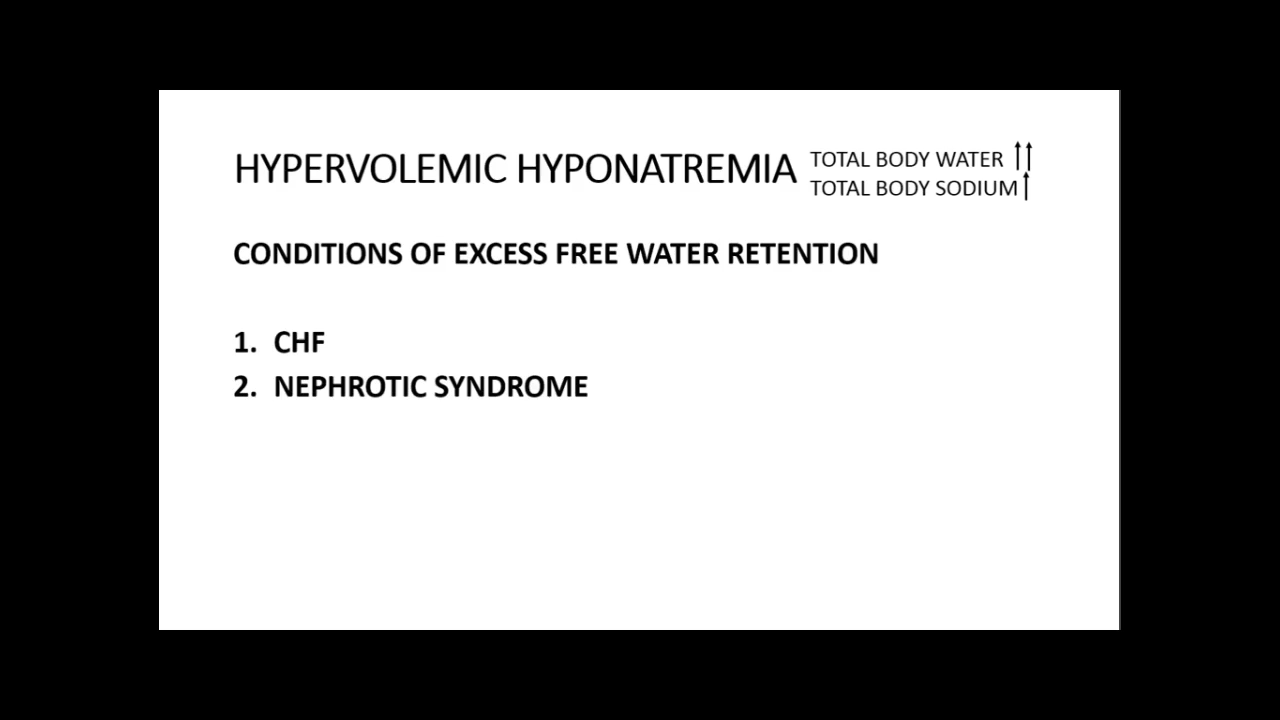 HYPERVOLEMIC HYPONATREMIA
TOTAL BODY WATER ↑↑
TOTAL BODY SODIUM ↑
CONDITIONS OF EXCESS FREE WATER RETENTION
1. CHF
2. NEPHROTIC SYNDROME